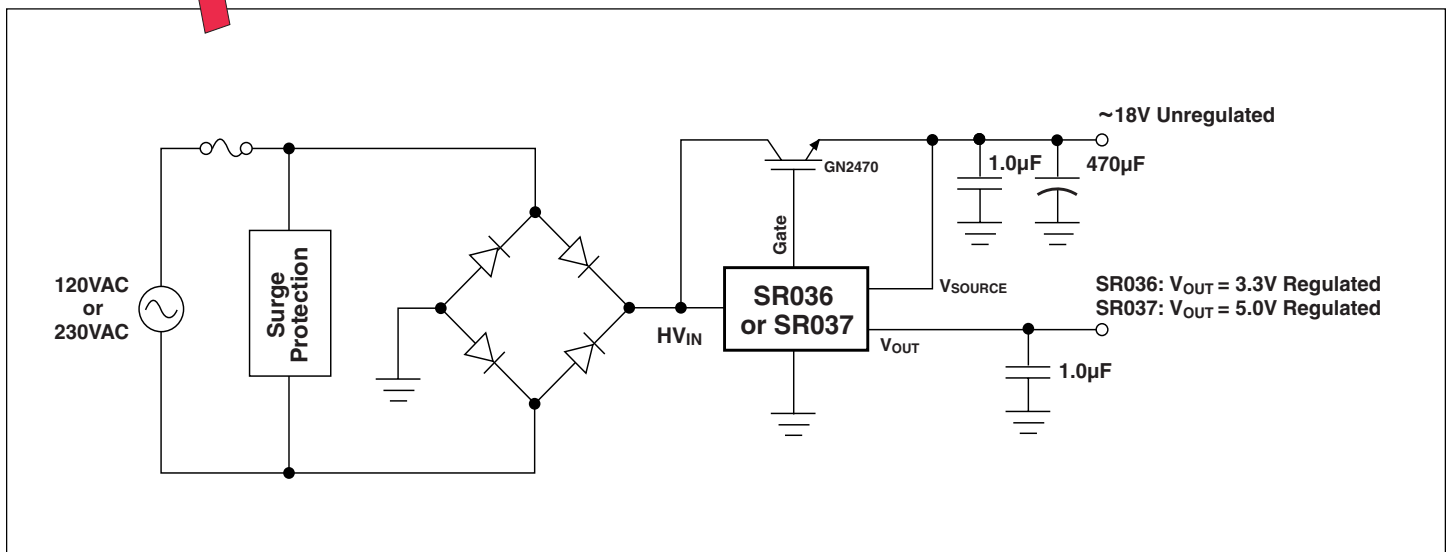 ~18V Unregulated
1.0µF
470µF
GN2470
Gate
Surge
Protection
120VAC
or
230VAC
SR036
or SR037
VSOURCE
SR036: VOUT = 3.3V Regulated
SR037: VOUT = 5.0V Regulated
HVIN
VOUT
1.0µF